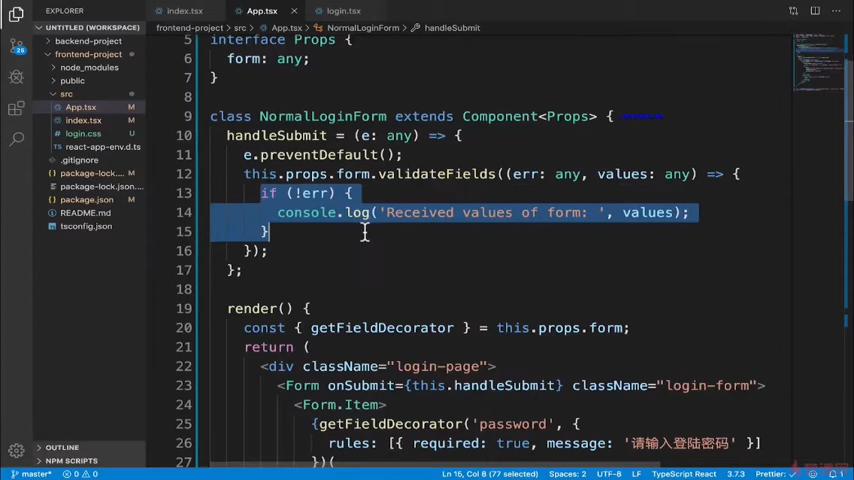 EXPLORER
index.tsx
App.tsx
login.tsx
UNTITLED (WORKSPACE)
frontend-project > src > App.tsx > NormalLoginForm > handleSubmit
backend-project
frontend-project
node_modules
public
src
App.tsx M
index.tsx M
login.css U
react-app-env.d.ts
.gitignore
package-lock.... M
package-lock.json...
package.json M
README.md
tsconfig.json
OUTLINE
NPM SCRIPTS
26
5 interface Props {
6 form: any;
7 }
8
9 class NormalLoginForm extends Component<Props> {
10 handleSubmit = (e: any) => {
11 e.preventDefault();
12 this.props.form.validateFields((err: any, values: any) => {
13 if (!err) {
14 console.log('Received values of form: ', values);
15 }
16 });
17 };
18
19 render() {
20 const { getFieldDecorator } = this.props.form;
21 return (
22 <div className="login-page">
23 <Form onSubmit={this.handleSubmit} className="login-form">
24 <Form.Item>
25 {getFieldDecorator('password', {
26 rules: [{ required: true, message: '请输入登陆密码' }]
27 })(
master* 0 0 Ln 15, Col 8 (77 selected) Spaces: 2 UTF-8 LF TypeScript React 3.7.3 Prettier: ✓ 1